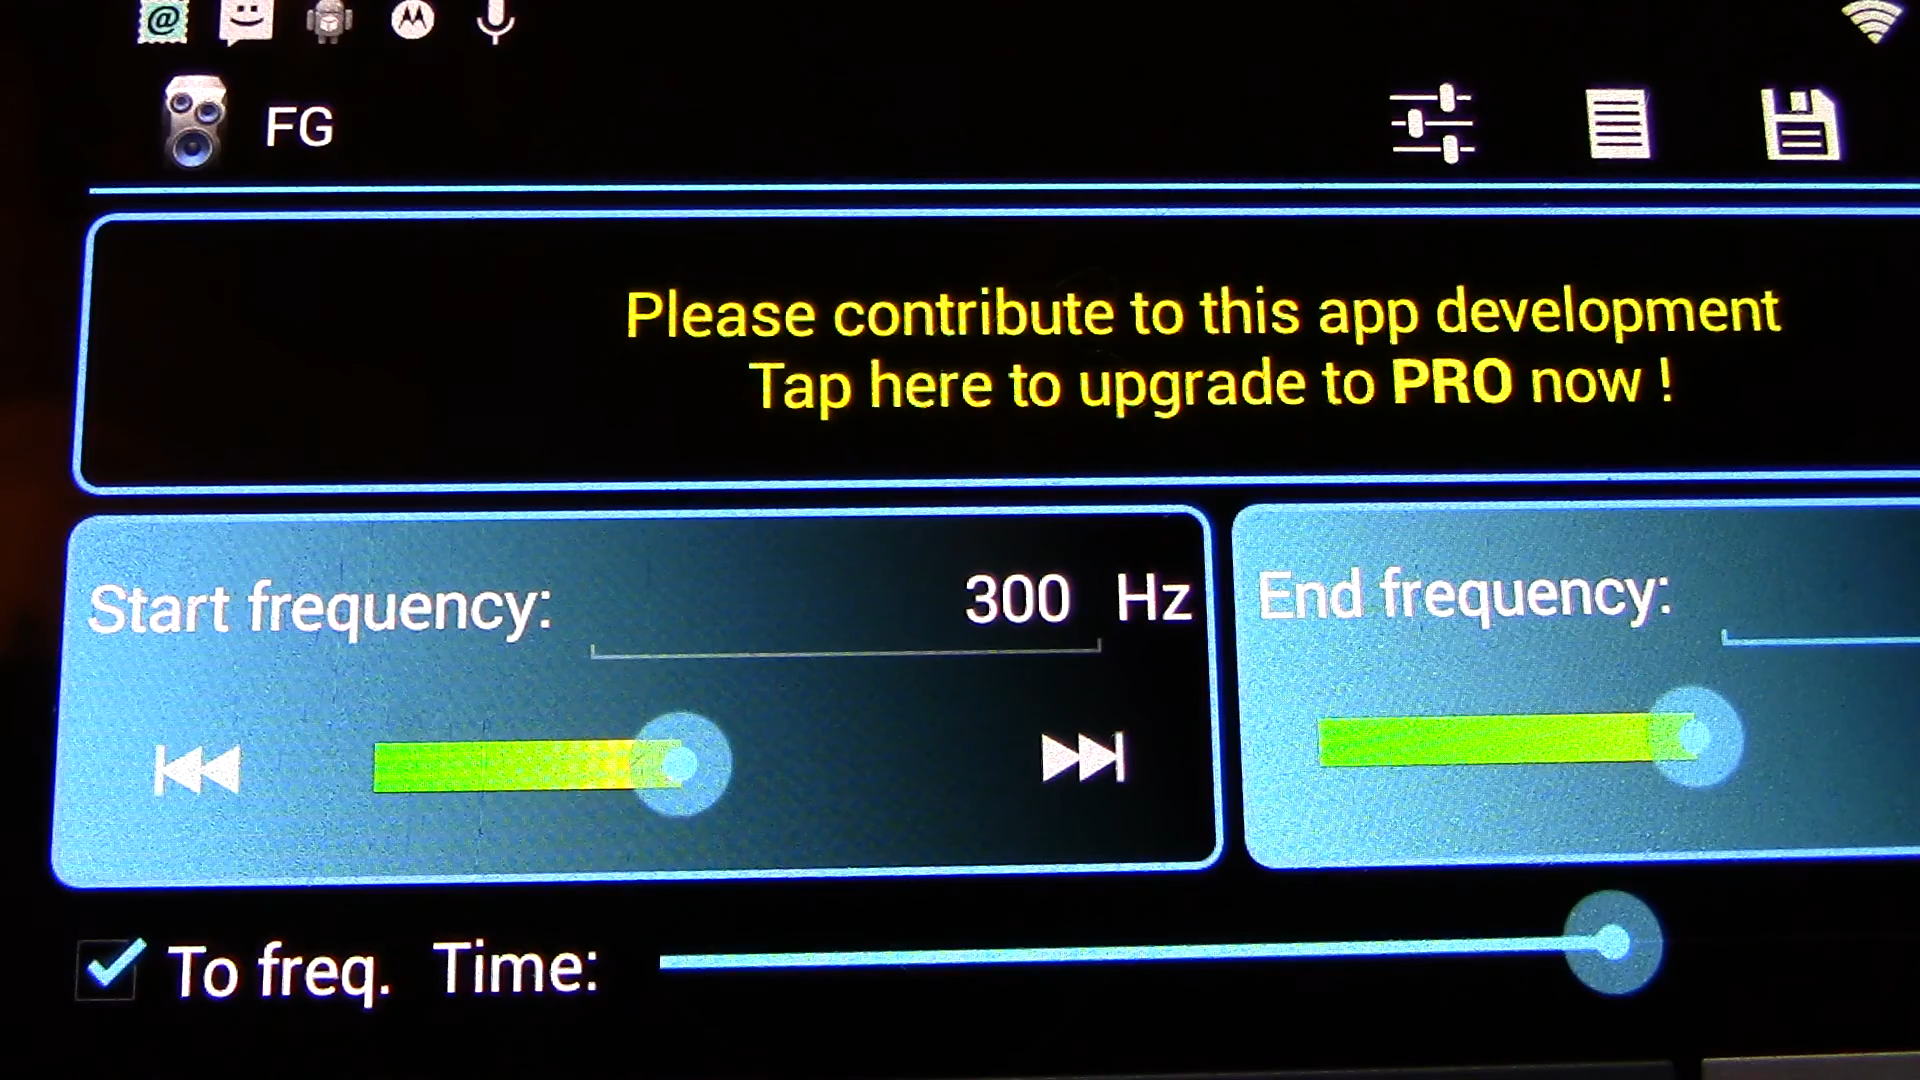 FG
Please contribute to this app development
Tap here to upgrade to PRO now !
Start frequency: 300 Hz
End frequency:
To freq. Time: